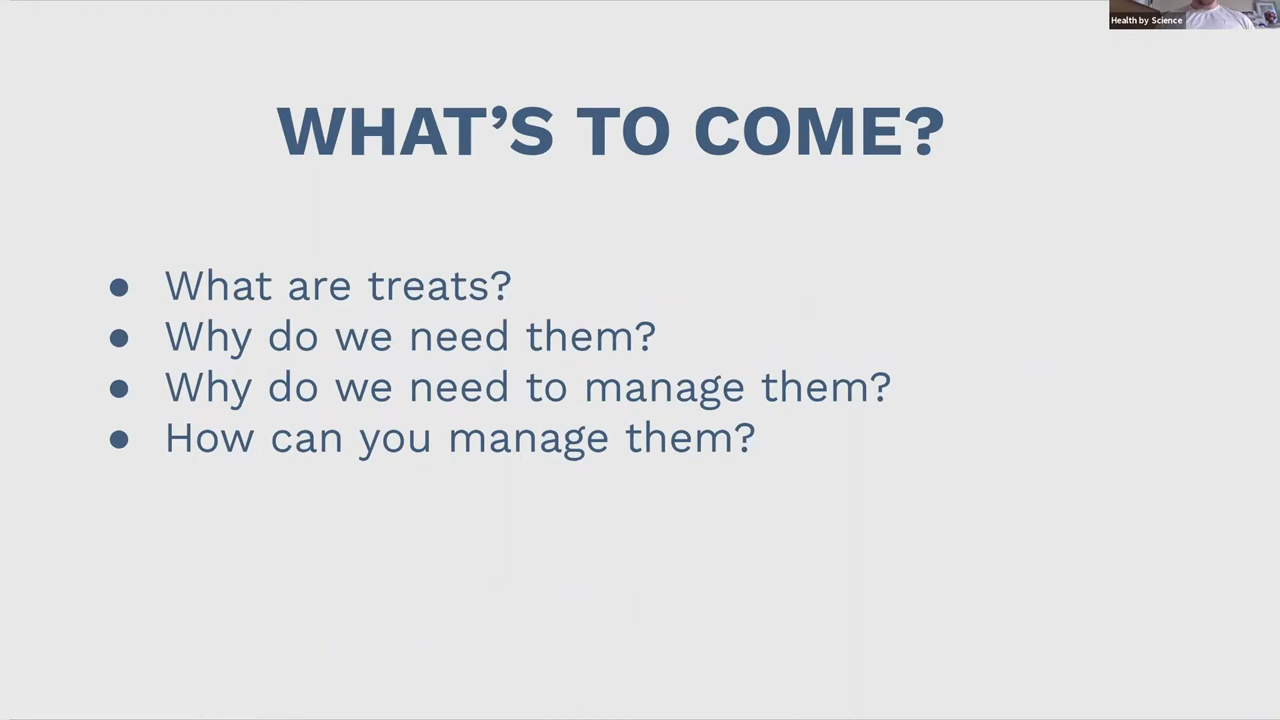 Health by Science
WHAT’S TO COME?
● What are treats?
● Why do we need them?
● Why do we need to manage them?
● How can you manage them?